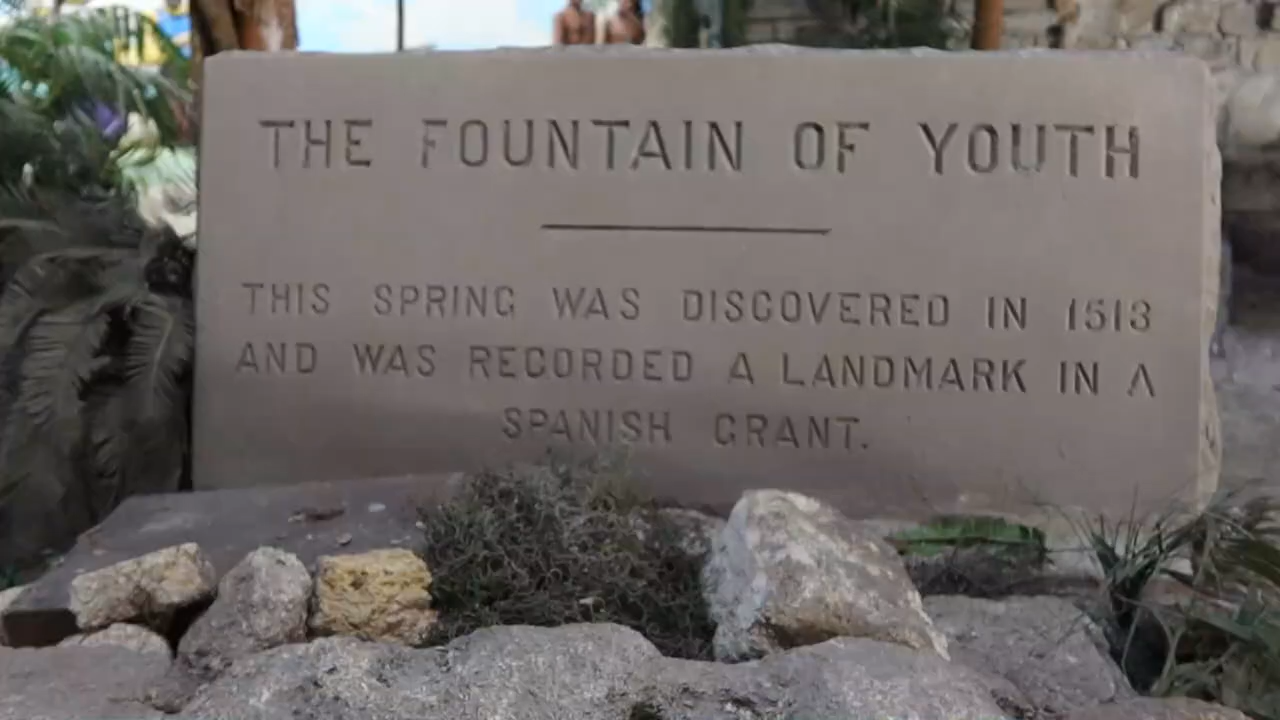 THE FOUNTAIN OF YOUTH
THIS SPRING WAS DISCOVERED IN 1513
AND WAS RECORDED A LANDMARK IN A
SPANISH GRANT.